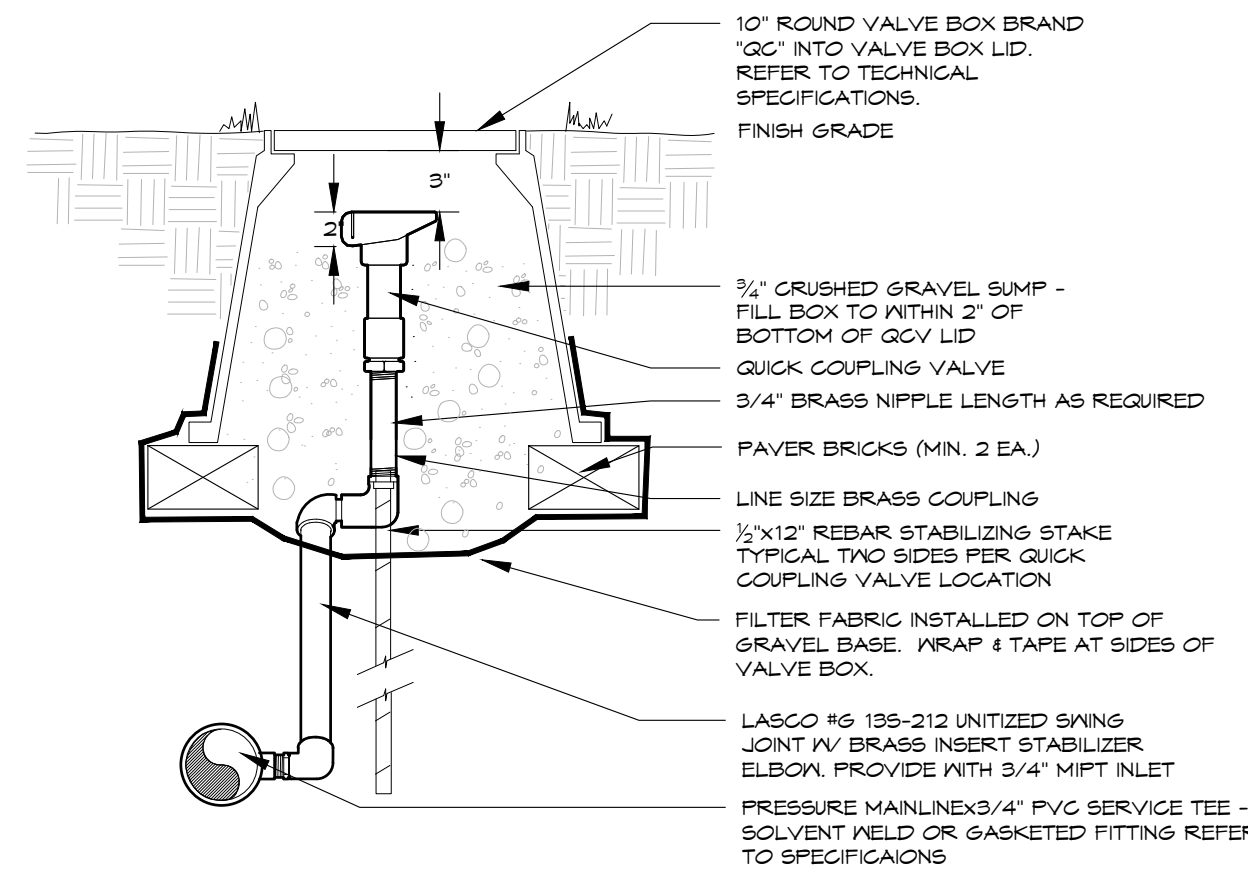 10" ROUND VALVE BOX BRAND
"QC" INTO VALVE BOX LID.
REFER TO TECHNICAL
SPECIFICATIONS.
FINISH GRADE
3"
2"
¾" CRUSHED GRAVEL SUMP -
FILL BOX TO WITHIN 2" OF
BOTTOM OF QCV LID
QUICK COUPLING VALVE
3/4" BRASS NIPPLE LENGTH AS REQUIRED
PAVER BRICKS (MIN. 2 EA.)
LINE SIZE BRASS COUPLING
½"x12" REBAR STABILIZING STAKE
TYPICAL TWO SIDES PER QUICK
COUPLING VALVE LOCATION
FILTER FABRIC INSTALLED ON TOP OF
GRAVEL BASE. WRAP & TAPE AT SIDES OF
VALVE BOX.
LASCO #G 13S-212 UNITIZED SWING
JOINT W/ BRASS INSERT STABILIZER
ELBOW. PROVIDE WITH 3/4" MIPT INLET
PRESSURE MAINLINEx3/4" PVC SERVICE TEE -
SOLVENT WELD OR GASKETED FITTING REFER
TO SPECIFICAIONS